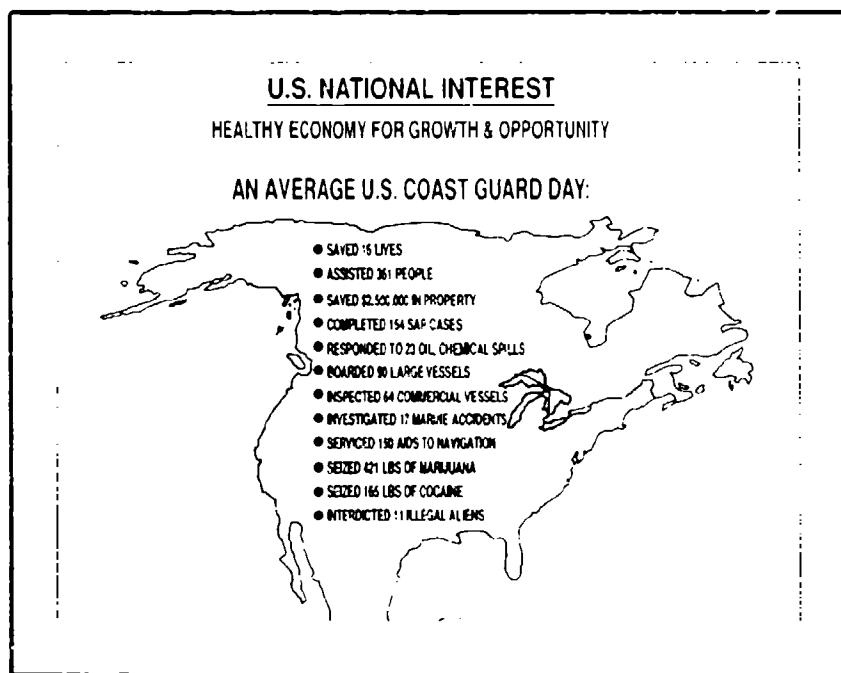 U.S. NATIONAL INTEREST
HEALTHY ECONOMY FOR GROWTH & OPPORTUNITY
AN AVERAGE U.S. COAST GUARD DAY:
● SAVED 15 LIVES
● ASSISTED 361 PEOPLE
● SAVED $2,500,000 IN PROPERTY
● COMPLETED 154 SAR CASES
● RESPONDED TO 23 OIL, CHEMICAL SPILLS
● BOARDED 90 LARGE VESSELS
● INSPECTED 64 COMMERCIAL VESSELS
● INVESTIGATED 17 MARINE ACCIDENTS
● SERVICED 150 AIDS TO NAVIGATION
● SEIZED 421 LBS OF MARIJUANA
● SEIZED 165 LBS OF COCAINE
● INTERDICTED 11 ILLEGAL ALIENS